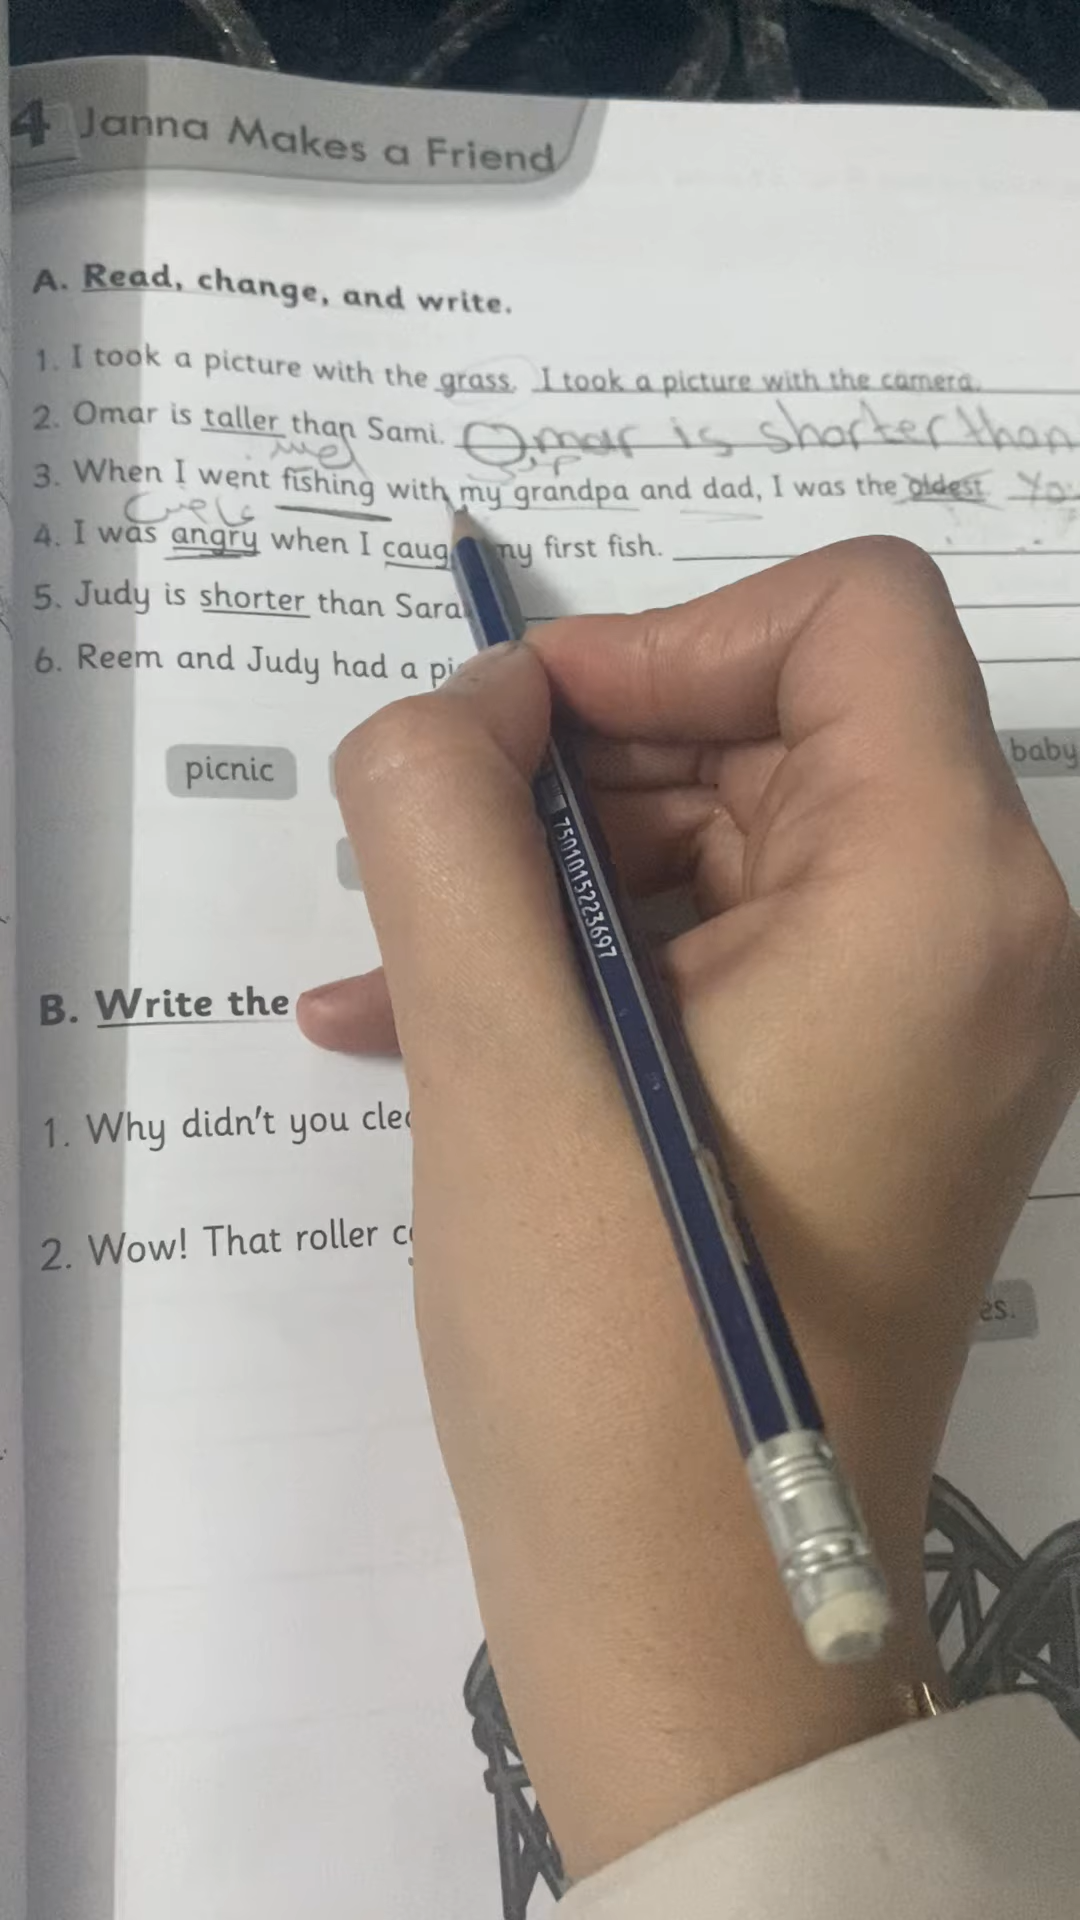 4 Janna Makes a Friend
A. Read, change, and write.
1. I took a picture with the grass. I took a picture with the camera.
2. Omar is taller than Sami. Omar is shorter than
3. When I went fishing with my grandpa and dad, I was the oldest Yo
4. I was angry when I caug my first fish.
5. Judy is shorter than Sara
6. Reem and Judy had a pi
picnic
baby
B. Write the
1. Why didn't you clea
2. Wow! That roller c
es.
7501015223697